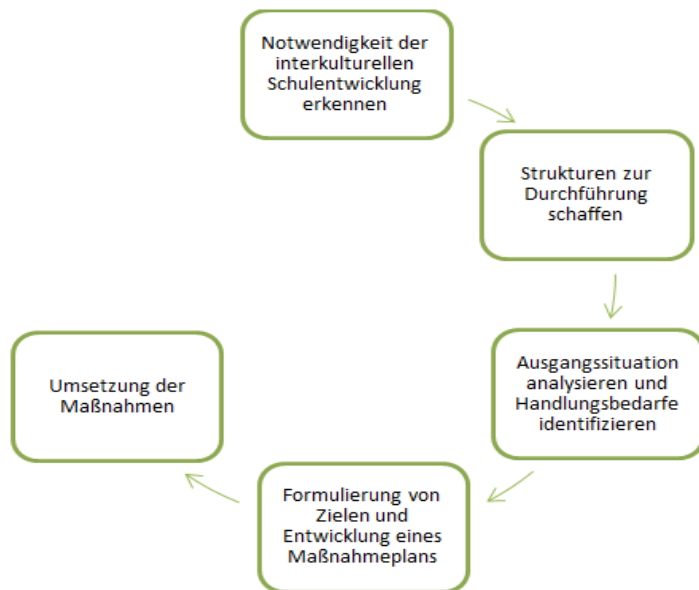 Notwendigkeit der
interkulturellen
Schulentwicklung
erkennen
Strukturen zur
Durchführung
schaffen
Ausgangssituation
analysieren und
Handlungsbedarfe
identifizieren
Formulierung von
Zielen und
Entwicklung eines
Maßnahmeplans
Umsetzung der
Maßnahmen